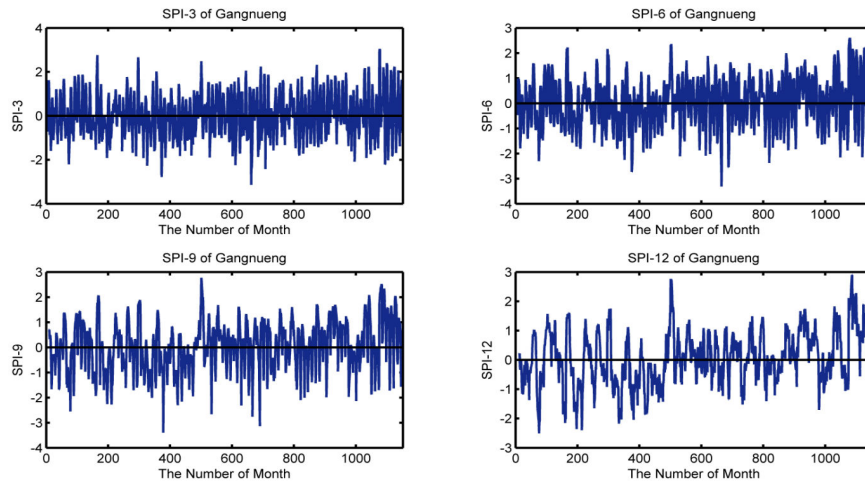 SPI-3 of Gangnueng
4
2
0
-2
-4
SPI-3
0 200 400 600 800 1000
The Number of Month
SPI-6 of Gangnueng
3
2
1
0
-1
-2
-3
-4
SPI-6
0 200 400 600 800 1000
The Number of Month
SPI-9 of Gangnueng
3
2
1
0
-1
-2
-3
-4
SPI-9
0 200 400 600 800 1000
The Number of Month
SPI-12 of Gangnueng
3
2
1
0
-1
-2
-3
SPI-12
0 200 400 600 800 1000
The Number of Month